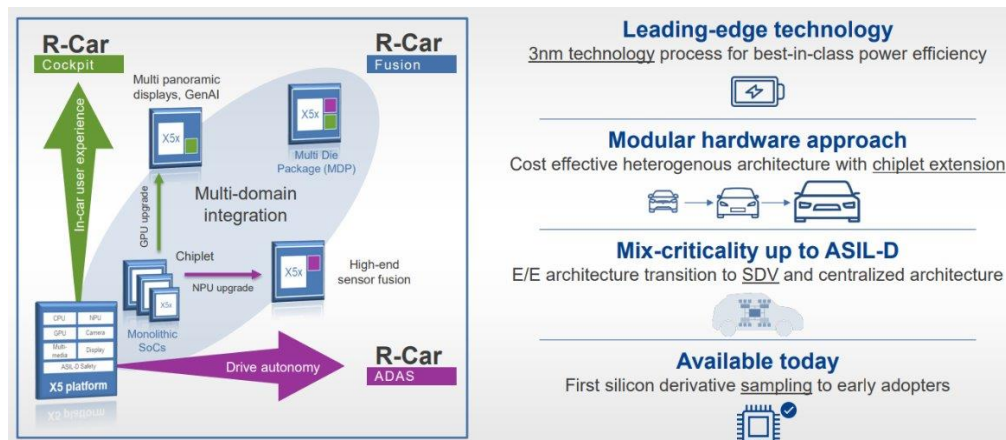 R-Car
Cockpit
R-Car
Fusion
Multi panoramic
displays, GenAI
X5x
Multi Die
Package (MDP)
In-car user experience
GPU upgrade
Multi-domain
integration
Chiplet
NPU upgrade
X5x
High-end
sensor fusion
X5x
Monolithic
SoCs
CPU
NPU
GPU
Camera
Multi-
media
Display
ASIL-D Safety
X5 platform
Drive autonomy
R-Car
ADAS
X5x
Leading-edge technology
3nm technology process for best-in-class power efficiency
Modular hardware approach
Cost effective heterogenous architecture with chiplet extension
Mix-criticality up to ASIL-D
E/E architecture transition to SDV and centralized architecture
Available today
First silicon derivative sampling to early adopters